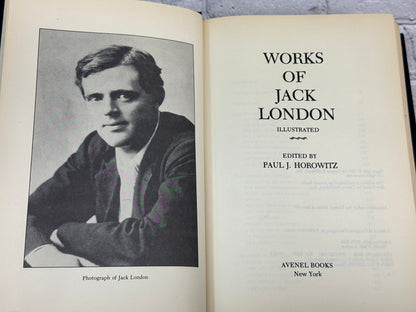 Photograph of Jack London
WORKS
OF
JACK
LONDON
ILLUSTRATED
EDITED BY
PAUL J. HOROWITZ
AVENEL BOOKS
New York